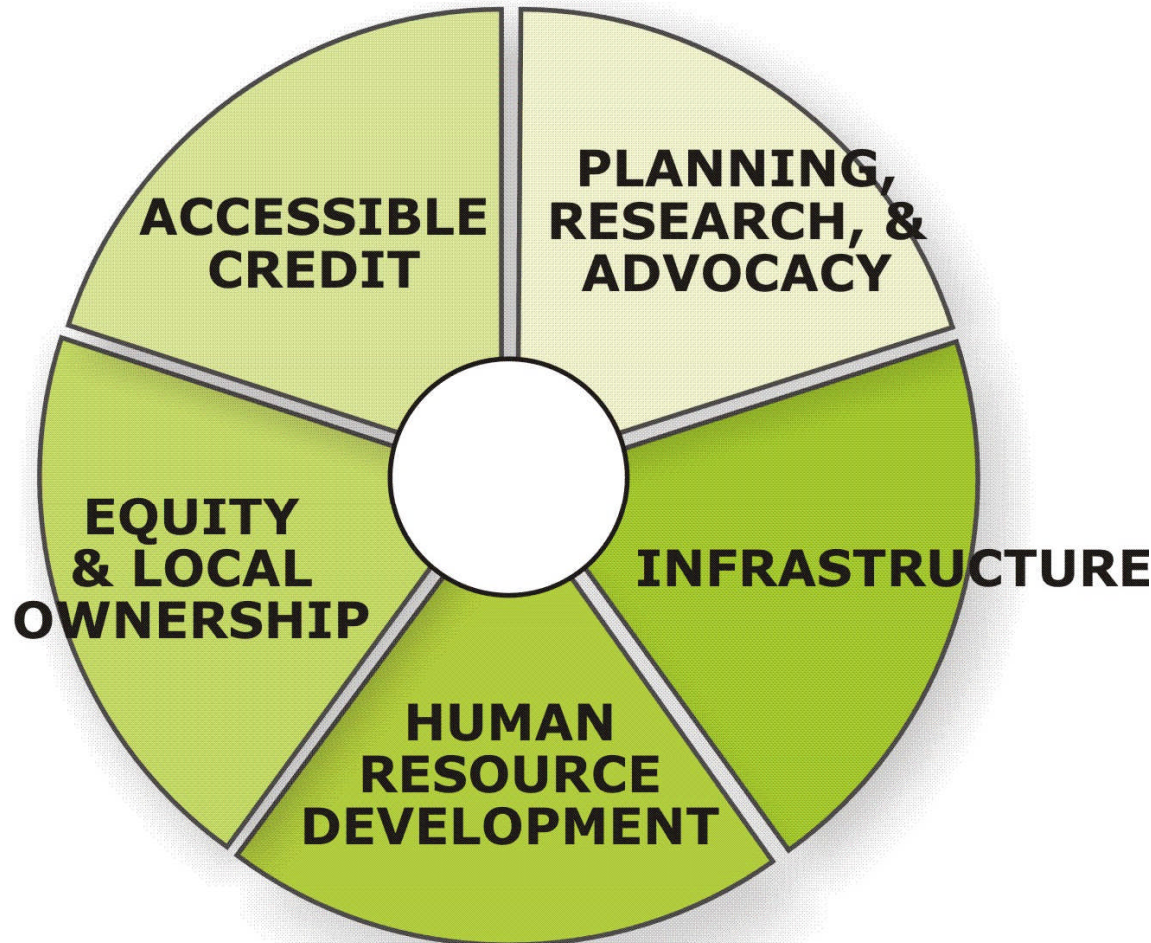 PLANNING,
RESEARCH, &
ADVOCACY
INFRASTRUCTURE
HUMAN
RESOURCE
DEVELOPMENT
EQUITY
& LOCAL
OWNERSHIP
ACCESSIBLE
CREDIT